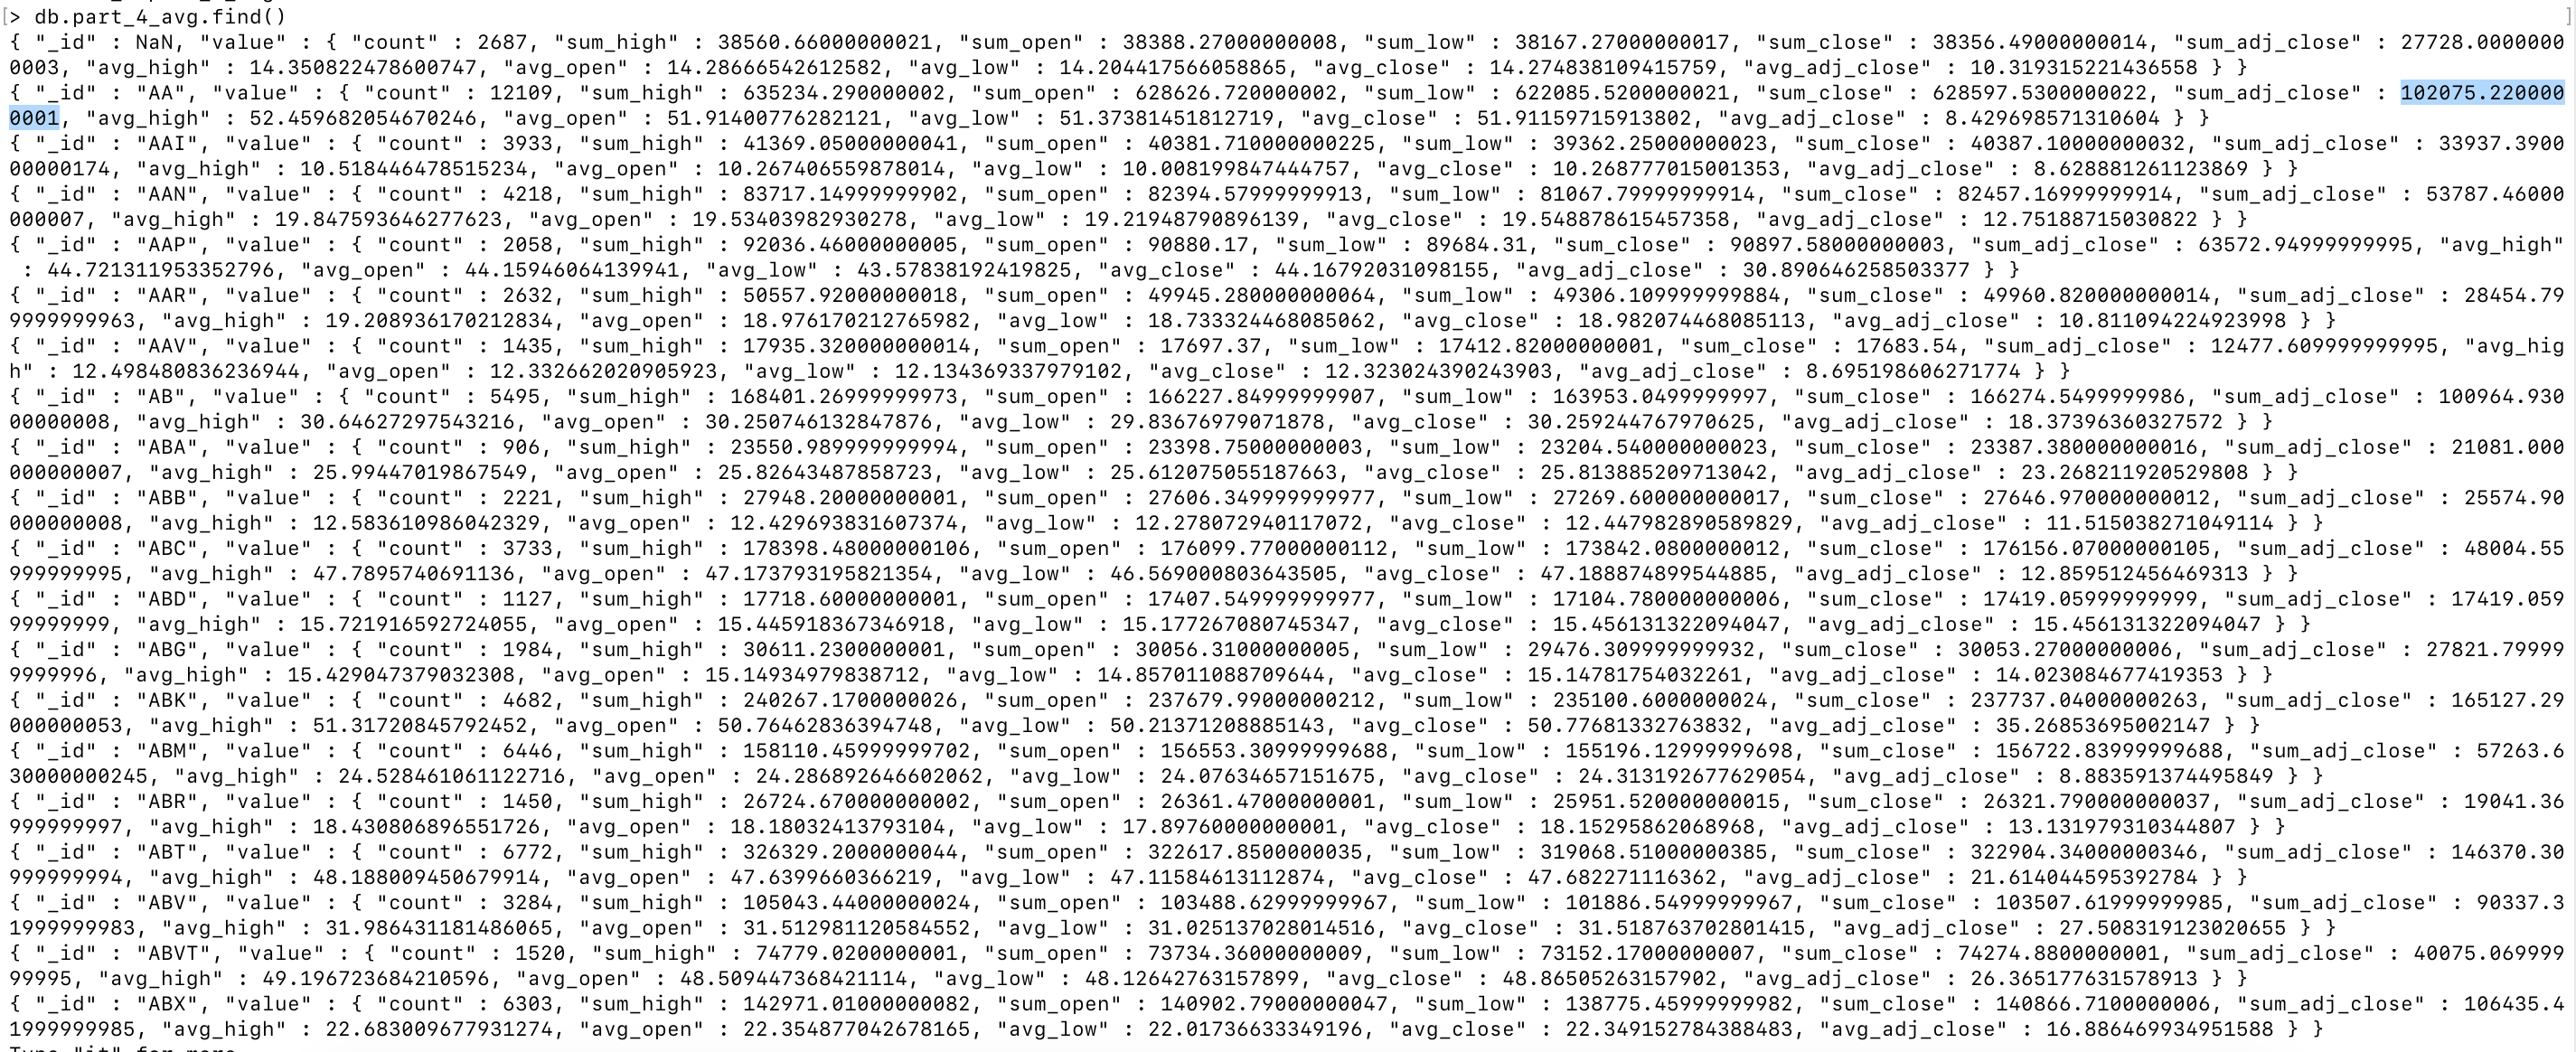 [> db.part_4_avg.find() ]
{ "_id" : NaN, "value" : { "count" : 2687, "sum_high" : 38560.66000000021, "sum_open" : 38388.27000000008, "sum_low" : 38167.27000000017, "sum_close" : 38356.49000000014, "sum_adj_close" : 27728.0000000
0003, "avg_high" : 14.350822478600747, "avg_open" : 14.28666542612582, "avg_low" : 14.204417566058865, "avg_close" : 14.274838109415759, "avg_adj_close" : 10.319315221436558 } }
{ "_id" : "AA", "value" : { "count" : 12109, "sum_high" : 635234.290000002, "sum_open" : 628626.720000002, "sum_low" : 622085.5200000021, "sum_close" : 628597.5300000022, "sum_adj_close" : 102075.220000
0001, "avg_high" : 52.459682054670246, "avg_open" : 51.91400776282121, "avg_low" : 51.37381451812719, "avg_close" : 51.91159715913802, "avg_adj_close" : 8.429698571310604 } }
{ "_id" : "AAI", "value" : { "count" : 3933, "sum_high" : 41369.05000000041, "sum_open" : 40381.710000000225, "sum_low" : 39362.25000000023, "sum_close" : 40387.10000000032, "sum_adj_close" : 33937.3900
00000174, "avg_high" : 10.518446478515234, "avg_open" : 10.267406559878014, "avg_low" : 10.008199847444757, "avg_close" : 10.268777015001353, "avg_adj_close" : 8.628881261123869 } }
{ "_id" : "AAN", "value" : { "count" : 4218, "sum_high" : 83717.14999999902, "sum_open" : 82394.57999999913, "sum_low" : 81067.79999999914, "sum_close" : 82457.16999999914, "sum_adj_close" : 53787.46000
000007, "avg_high" : 19.847593646277623, "avg_open" : 19.53403982930278, "avg_low" : 19.21948790896139, "avg_close" : 19.548878615457358, "avg_adj_close" : 12.75188715030822 } }
{ "_id" : "AAP", "value" : { "count" : 2058, "sum_high" : 92036.46000000005, "sum_open" : 90880.17, "sum_low" : 89684.31, "sum_close" : 90897.58000000003, "sum_adj_close" : 63572.94999999995, "avg_high"
 : 44.721311953352796, "avg_open" : 44.15946064139941, "avg_low" : 43.57838192419825, "avg_close" : 44.16792031098155, "avg_adj_close" : 30.890646258503377 } }
{ "_id" : "AAR", "value" : { "count" : 2632, "sum_high" : 50557.92000000018, "sum_open" : 49945.280000000064, "sum_low" : 49306.109999999884, "sum_close" : 49960.820000000014, "sum_adj_close" : 28454.79
9999999963, "avg_high" : 19.208936170212834, "avg_open" : 18.976170212765982, "avg_low" : 18.733324468085062, "avg_close" : 18.982074468085113, "avg_adj_close" : 10.811094224923998 } }
{ "_id" : "AAV", "value" : { "count" : 1435, "sum_high" : 17935.320000000014, "sum_open" : 17697.37, "sum_low" : 17412.82000000001, "sum_close" : 17683.54, "sum_adj_close" : 12477.609999999995, "avg_hig
h" : 12.498480836236944, "avg_open" : 12.332662020905923, "avg_low" : 12.134369337979102, "avg_close" : 12.323024390243903, "avg_adj_close" : 8.695198606271774 } }
{ "_id" : "AB", "value" : { "count" : 5495, "sum_high" : 168401.26999999973, "sum_open" : 166227.84999999907, "sum_low" : 163953.0499999997, "sum_close" : 166274.5499999986, "sum_adj_close" : 100964.930
00000008, "avg_high" : 30.64627297543216, "avg_open" : 30.250746132847876, "avg_low" : 29.83676979071878, "avg_close" : 30.259244767970625, "avg_adj_close" : 18.37396360327572 } }
{ "_id" : "ABA", "value" : { "count" : 906, "sum_high" : 23550.989999999994, "sum_open" : 23398.75000000003, "sum_low" : 23204.540000000023, "sum_close" : 23387.380000000016, "sum_adj_close" : 21081.000
000000007, "avg_high" : 25.99447019867549, "avg_open" : 25.82643487858723, "avg_low" : 25.612075055187663, "avg_close" : 25.813885209713042, "avg_adj_close" : 23.268211920529808 } }
{ "_id" : "ABB", "value" : { "count" : 2221, "sum_high" : 27948.20000000001, "sum_open" : 27606.349999999977, "sum_low" : 27269.600000000017, "sum_close" : 27646.970000000012, "sum_adj_close" : 25574.90
000000008, "avg_high" : 12.583610986042329, "avg_open" : 12.429693831607374, "avg_low" : 12.278072940117072, "avg_close" : 12.447982890589829, "avg_adj_close" : 11.515038271049114 } }
{ "_id" : "ABC", "value" : { "count" : 3733, "sum_high" : 178398.48000000106, "sum_open" : 176099.77000000112, "sum_low" : 173842.0800000012, "sum_close" : 176156.07000000105, "sum_adj_close" : 48004.55
999999995, "avg_high" : 47.7895740691136, "avg_open" : 47.173793195821354, "avg_low" : 46.569000803643505, "avg_close" : 47.188874899544885, "avg_adj_close" : 12.859512456469313 } }
{ "_id" : "ABD", "value" : { "count" : 1127, "sum_high" : 17718.60000000001, "sum_open" : 17407.549999999977, "sum_low" : 17104.780000000006, "sum_close" : 17419.05999999999, "sum_adj_close" : 17419.059
99999999, "avg_high" : 15.721916592724055, "avg_open" : 15.445918367346918, "avg_low" : 15.177267080745347, "avg_close" : 15.456131322094047, "avg_adj_close" : 15.456131322094047 } }
{ "_id" : "ABG", "value" : { "count" : 1984, "sum_high" : 30611.2300000001, "sum_open" : 30056.31000000005, "sum_low" : 29476.309999999932, "sum_close" : 30053.27000000006, "sum_adj_close" : 27821.79999
9999996, "avg_high" : 15.429047379032308, "avg_open" : 15.14934979838712, "avg_low" : 14.857011088709644, "avg_close" : 15.14781754032261, "avg_adj_close" : 14.023084677419353 } }
{ "_id" : "ABK", "value" : { "count" : 4682, "sum_high" : 240267.1700000026, "sum_open" : 237679.99000000212, "sum_low" : 235100.6000000024, "sum_close" : 237737.04000000263, "sum_adj_close" : 165127.29
000000053, "avg_high" : 51.31720845792452, "avg_open" : 50.76462836394748, "avg_low" : 50.21371208885143, "avg_close" : 50.77681332763832, "avg_adj_close" : 35.26853695002147 } }
{ "_id" : "ABM", "value" : { "count" : 6446, "sum_high" : 158110.45999999702, "sum_open" : 156553.30999999688, "sum_low" : 155196.12999999698, "sum_close" : 156722.83999999688, "sum_adj_close" : 57263.6
30000000245, "avg_high" : 24.528461061122716, "avg_open" : 24.286892646602062, "avg_low" : 24.07634657151675, "avg_close" : 24.313192677629054, "avg_adj_close" : 8.883591374495849 } }
{ "_id" : "ABR", "value" : { "count" : 1450, "sum_high" : 26724.670000000002, "sum_open" : 26361.47000000001, "sum_low" : 25951.520000000015, "sum_close" : 26321.790000000037, "sum_adj_close" : 19041.36
999999997, "avg_high" : 18.430806896551726, "avg_open" : 18.18032413793104, "avg_low" : 17.89760000000001, "avg_close" : 18.15295862068968, "avg_adj_close" : 13.131979310344807 } }
{ "_id" : "ABT", "value" : { "count" : 6772, "sum_high" : 326329.2000000044, "sum_open" : 322617.8500000035, "sum_low" : 319068.51000000385, "sum_close" : 322904.34000000346, "sum_adj_close" : 146370.30
999999994, "avg_high" : 48.188009450679914, "avg_open" : 47.6399660366219, "avg_low" : 47.11584613112874, "avg_close" : 47.682271116362, "avg_adj_close" : 21.614044595392784 } }
{ "_id" : "ABV", "value" : { "count" : 3284, "sum_high" : 105043.44000000024, "sum_open" : 103488.62999999967, "sum_low" : 101886.54999999967, "sum_close" : 103507.61999999985, "sum_adj_close" : 90337.3
1999999983, "avg_high" : 31.986431181486065, "avg_open" : 31.512981120584552, "avg_low" : 31.025137028014516, "avg_close" : 31.518763702801415, "avg_adj_close" : 27.508319123020655 } }
{ "_id" : "ABVT", "value" : { "count" : 1520, "sum_high" : 74779.0200000001, "sum_open" : 73734.36000000009, "sum_low" : 73152.17000000007, "sum_close" : 74274.8800000001, "sum_adj_close" : 40075.069999
99995, "avg_high" : 49.196723684210596, "avg_open" : 48.509447368421114, "avg_low" : 48.12642763157899, "avg_close" : 48.86505263157902, "avg_adj_close" : 26.365177631578913 } }
{ "_id" : "ABX", "value" : { "count" : 6303, "sum_high" : 142971.01000000082, "sum_open" : 140902.79000000047, "sum_low" : 138775.45999999982, "sum_close" : 140866.7100000006, "sum_adj_close" : 106435.4
1999999985, "avg_high" : 22.683009677931274, "avg_open" : 22.354877042678165, "avg_low" : 22.01736633349196, "avg_close" : 22.349152784388483, "avg_adj_close" : 16.886469934951588 } }
Type "it" for more